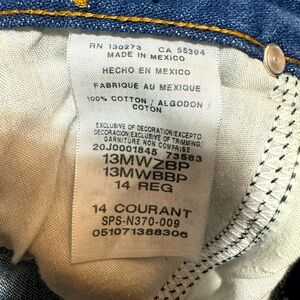 RN 130273 CA 55394
MADE IN MEXICO
HECHO EN MEXICO
FABRIQUE AU MEXIQUE
100% COTTON / ALGODON /
COTON
EXCLUSIVE OF DECORATION/EXCEPTO
DECORACION/EXCLUSIVE OF TRIMMING/
GARNITURE NON COMPRISE
20J0001845 73583
13MWZBP
13MWBBP
14 REG
14 COURANT
SPS-N370-009
051071388306